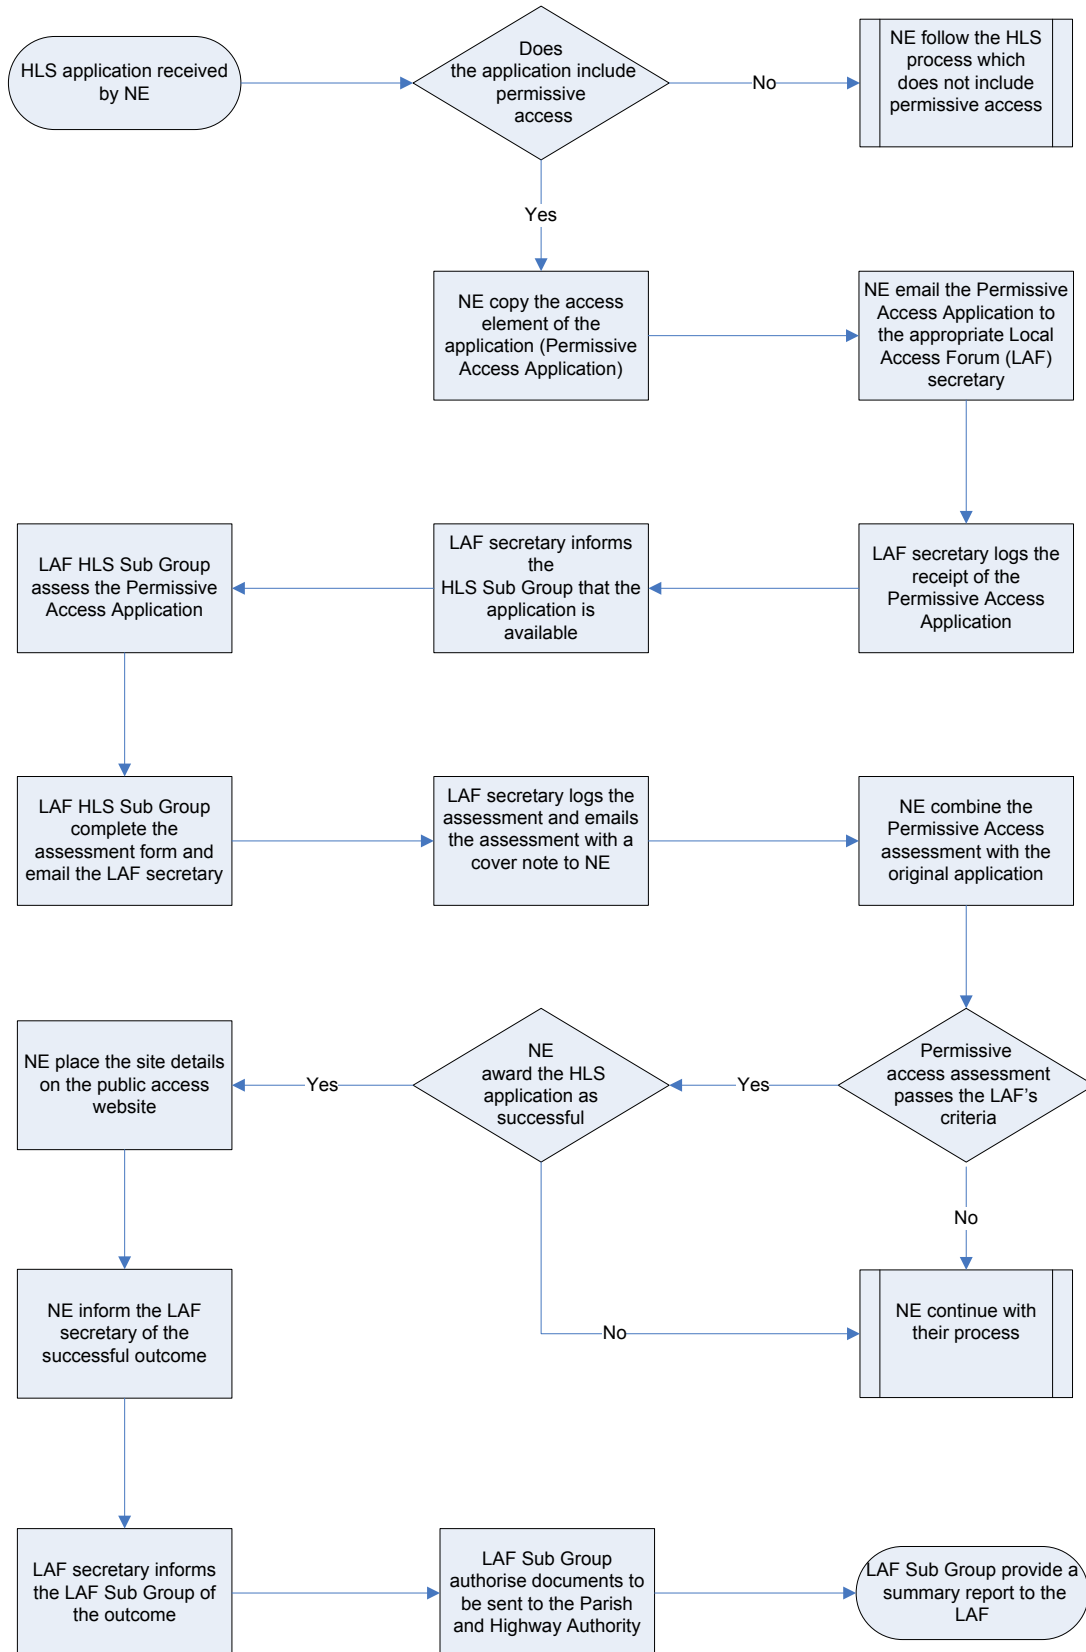 HLS application received
by NE
Does
the application include
permissive
access
No
NE follow the HLS
process which
does not include
permissive access
Yes
NE copy the access
element of the
application (Permissive
Access Application)
NE email the Permissive
Access Application to
the appropriate Local
Access Forum (LAF)
secretary
LAF HLS Sub Group
assess the Permissive
Access Application
LAF secretary informs
the
HLS Sub Group that the
application is
available
LAF secretary logs the
receipt of the
Permissive Access
Application
LAF HLS Sub Group
complete the
assessment form and
email the LAF secretary
LAF secretary logs the
assessment and emails
the assessment with a
cover note to NE
NE combine the
Permissive Access
assessment with the
original application
NE place the site details
on the public access
website
Yes
NE
award the HLS
application as
successful
Yes
Permissive
access assessment
passes the LAF's
criteria
No
NE inform the LAF
secretary of the
successful outcome
No
NE continue with
their process
LAF secretary informs
the LAF Sub Group of
the outcome
LAF Sub Group
authorise documents to
be sent to the Parish
and Highway Authority
LAF Sub Group provide a
summary report to the
LAF